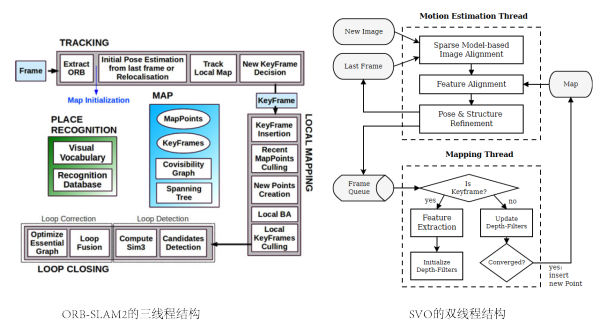 TRACKING
Frame
Extract
ORB
Initial Pose Estimation
from last frame or
Relocalisation
Track
Local Map
New KeyFrame
Decision
Map Initialization
KeyFrame
MAP
MapPoints
KeyFrames
Covisibility
Graph
Spanning
Tree
PLACE
RECOGNITION
Visual
Vocabulary
Recognition
Database
LOCAL MAPPING
KeyFrame
Insertion
Recent
MapPoints
Culling
New Points
Creation
Local BA
Local
KeyFrames
Culling
Loop Correction
Loop Detection
Optimize
Essential
Graph
Loop
Fusion
Compute
Sim3
Candidates
Detection
LOOP CLOSING
ORB-SLAM2的三线程结构
Motion Estimation Thread
New Image
Last Frame
Sparse Model-based
Image Alignment
Feature Alignment
Map
Pose & Structure
Refinement
Mapping Thread
Frame
Queue
Is
Keyframe?
yes
no
Feature
Extraction
Update
Depth-Filters
Initialize
Depth-Filters
Converged?
yes:
insert
new Point
SVO的双线程结构